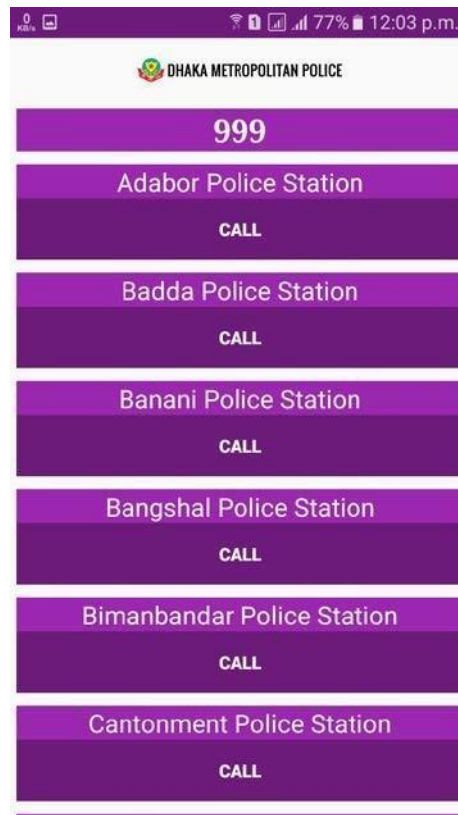 0
KB/s 1 77% 12:03 p.m.
DHAKA METROPOLITAN POLICE
999
Adabor Police Station
CALL
Badda Police Station
CALL
Banani Police Station
CALL
Bangshal Police Station
CALL
Bimanbandar Police Station
CALL
Cantonment Police Station
CALL